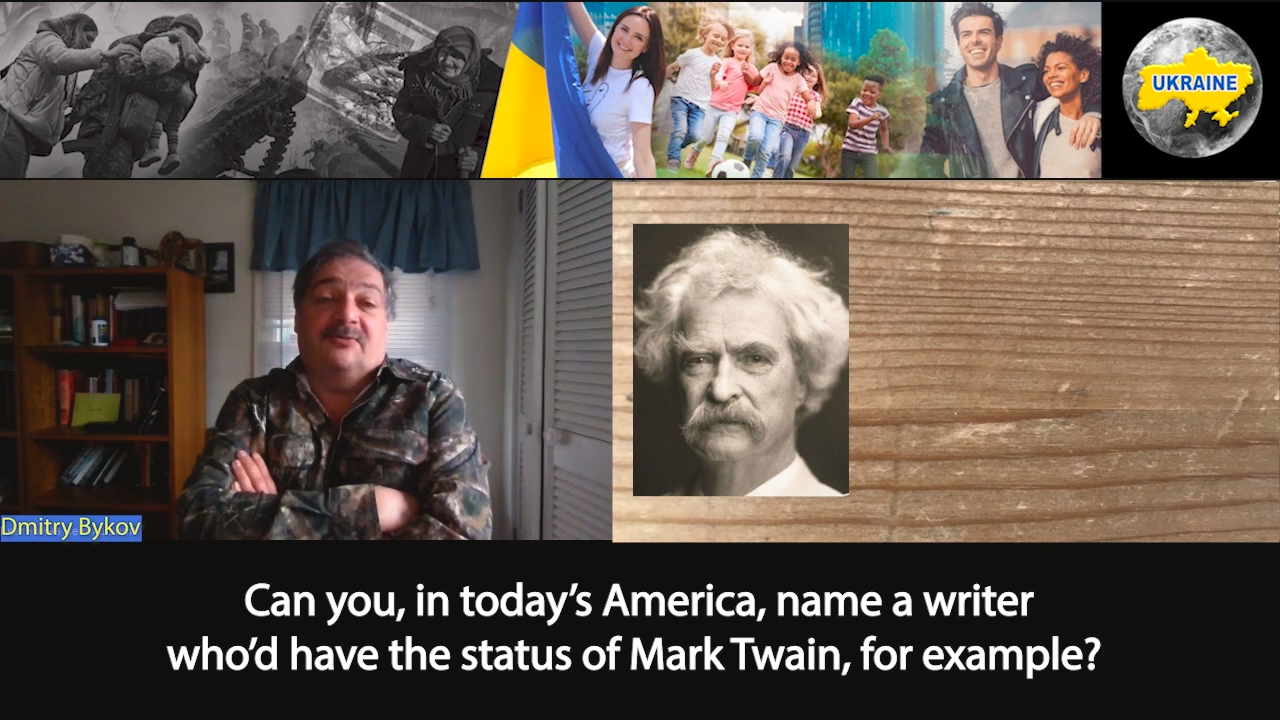 UKRAINE
Dmitry Bykov
Can you, in today's America, name a writer
who'd have the status of Mark Twain, for example?